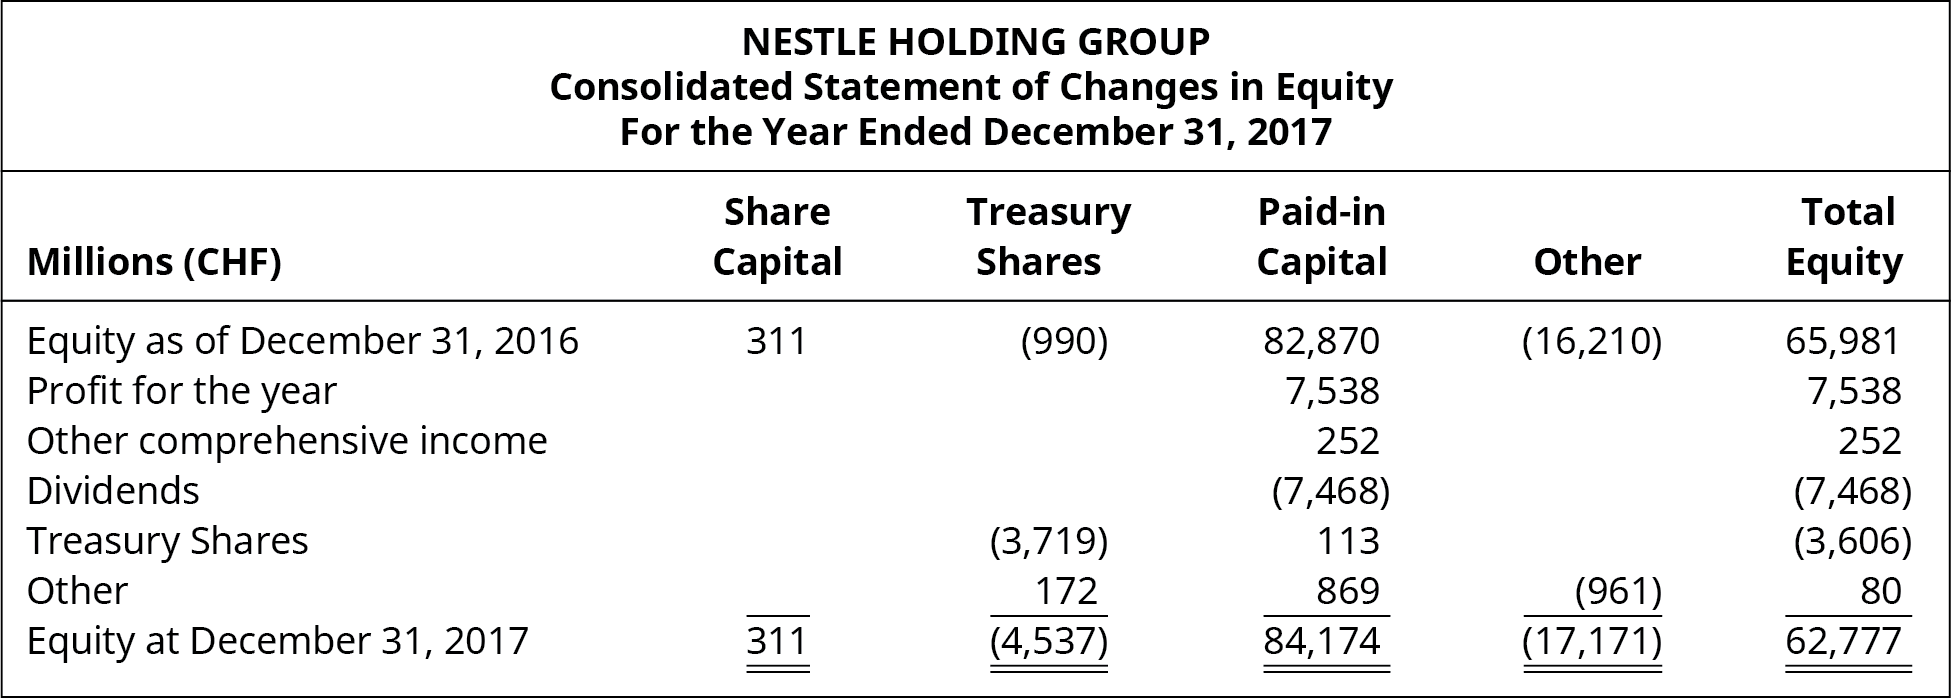 NESTLE HOLDING GROUP
Consolidated Statement of Changes in Equity
For the Year Ended December 31, 2017
Millions (CHF) Share Capital Treasury Shares Paid-in Capital Other Total Equity
Equity as of December 31, 2016 311 (990) 82,870 (16,210) 65,981
Profit for the year 7,538 7,538
Other comprehensive income 252 252
Dividends (7,468) (7,468)
Treasury Shares (3,719) 113 (3,606)
Other 172 869 (961) 80
Equity at December 31, 2017 311 (4,537) 84,174 (17,171) 62,777